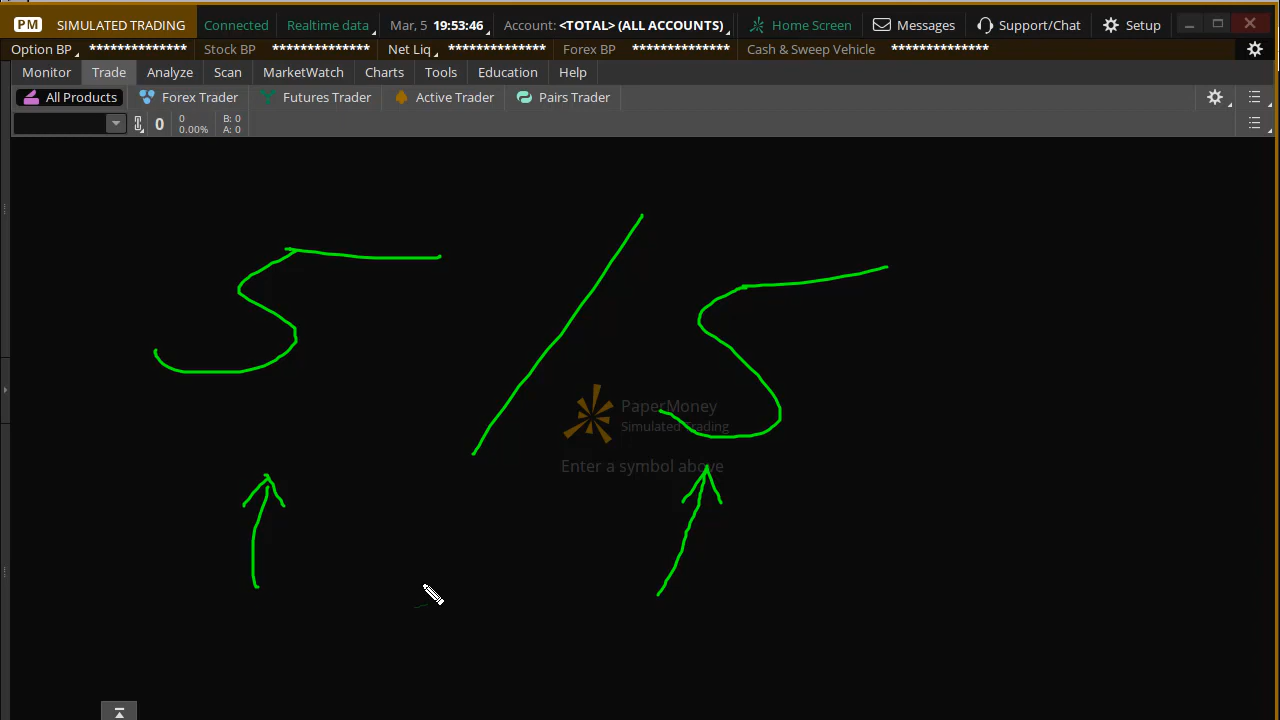 PM SIMULATED TRADING Connected Realtime data Mar, 5 19:53:46 Account: <TOTAL> (ALL ACCOUNTS) Home Screen Messages Support/Chat Setup
Option BP ************** Stock BP ************** Net Liq ************** Forex BP ************** Cash & Sweep Vehicle **************
Monitor Trade Analyze Scan MarketWatch Charts Tools Education Help
All Products Forex Trader Futures Trader Active Trader Pairs Trader
0 0 B: 0
0.00% A: 0
5 / 5
PaperMoney
Simulated Trading
Enter a symbol above